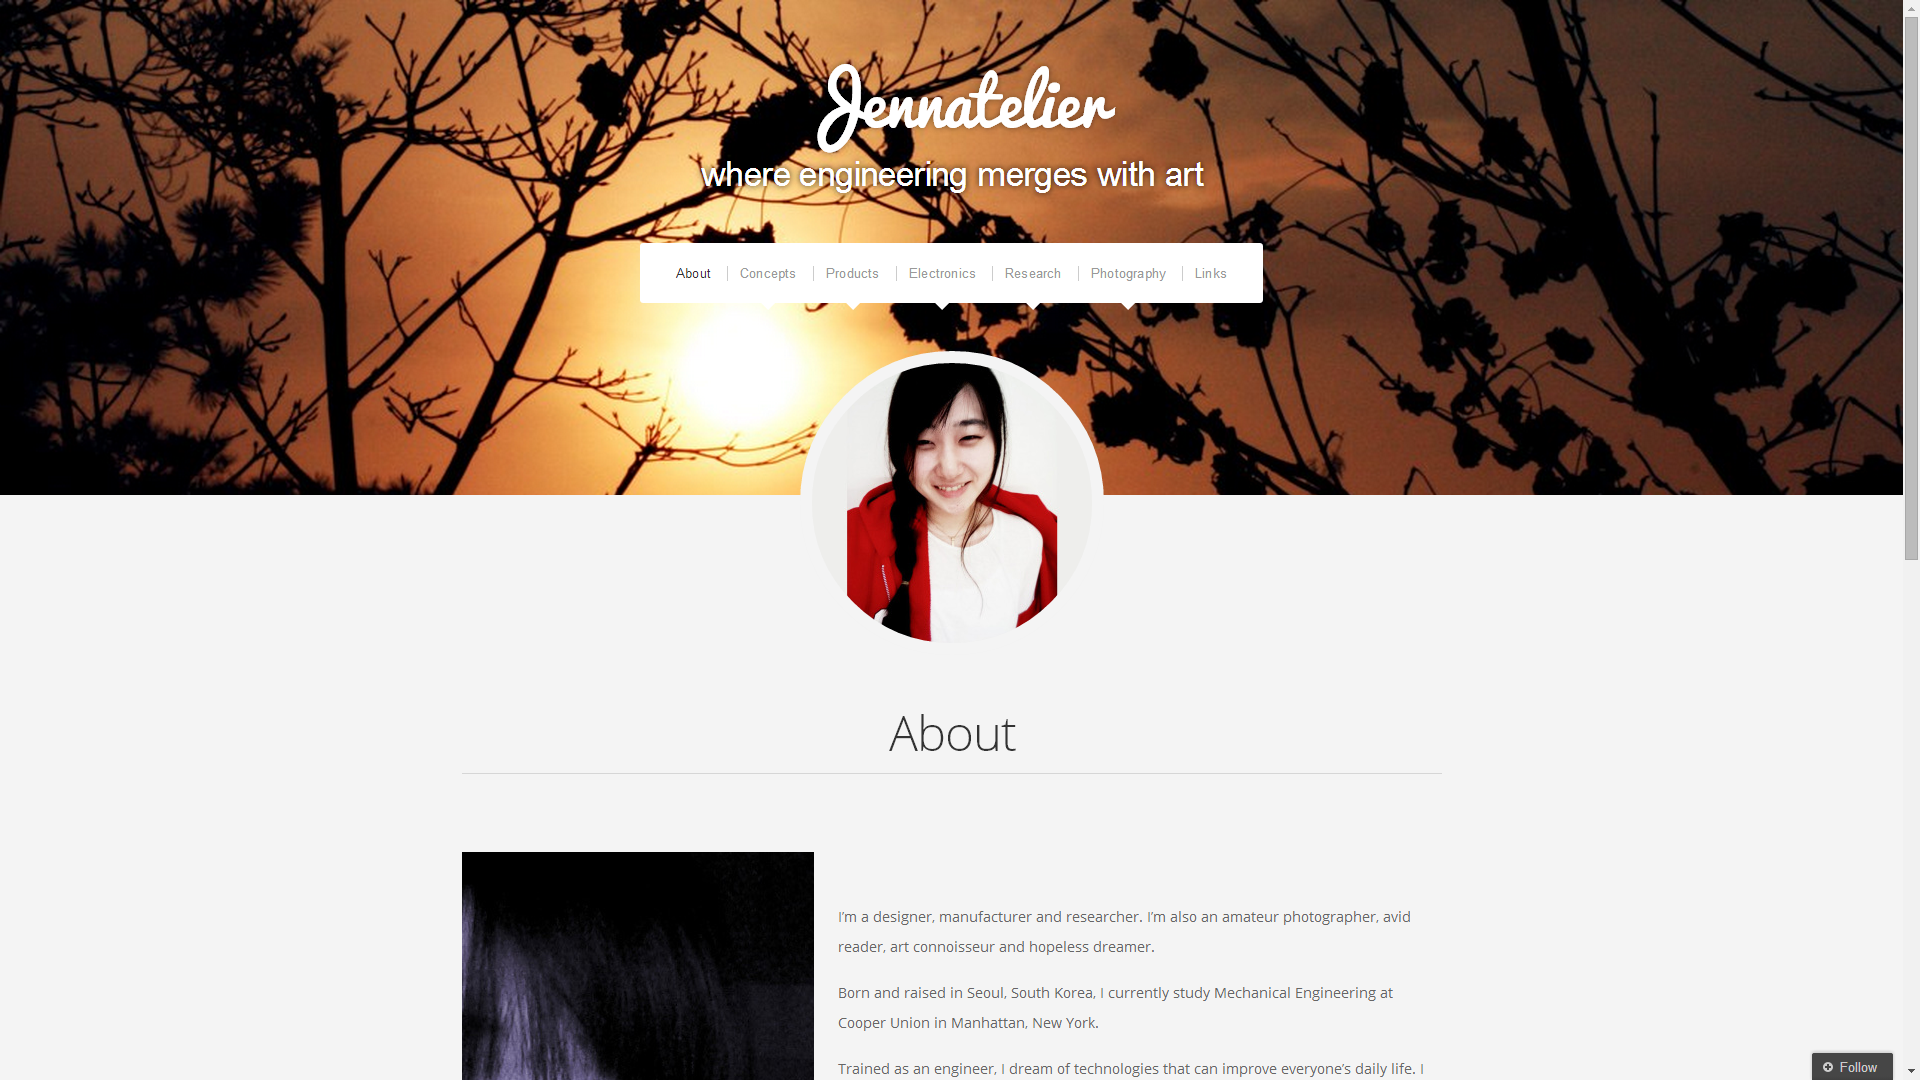 Jennatelier
where engineering merges with art
About
Concepts
Products
Electronics
Research
Photography
Links
About
I'm a designer, manufacturer and researcher. I'm also an amateur photographer, avid
reader, art connoisseur and hopeless dreamer.
Born and raised in Seoul, South Korea, I currently study Mechanical Engineering at
Cooper Union in Manhattan, New York.
Trained as an engineer, I dream of technologies that can improve everyone's daily life. I
Follow